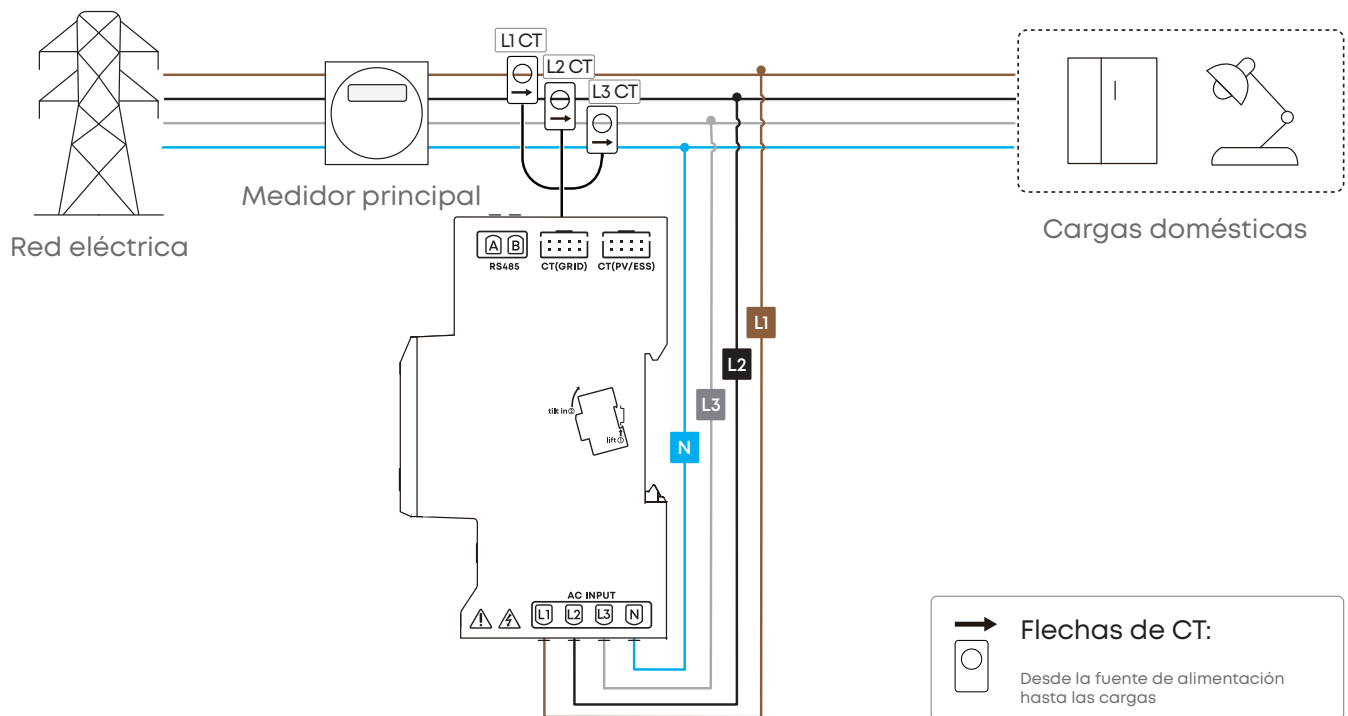 L1 CT
L2 CT
L3 CT
Medidor principal
Red eléctrica
Cargas domésticas
A B
RS485
CT(GRID)
CT(PV/ESS)
L1
L2
L3
N
tilt in②
lift①
AC INPUT
L1 L2 L3 N
Flechas de CT:
Desde la fuente de alimentación
hasta las cargas